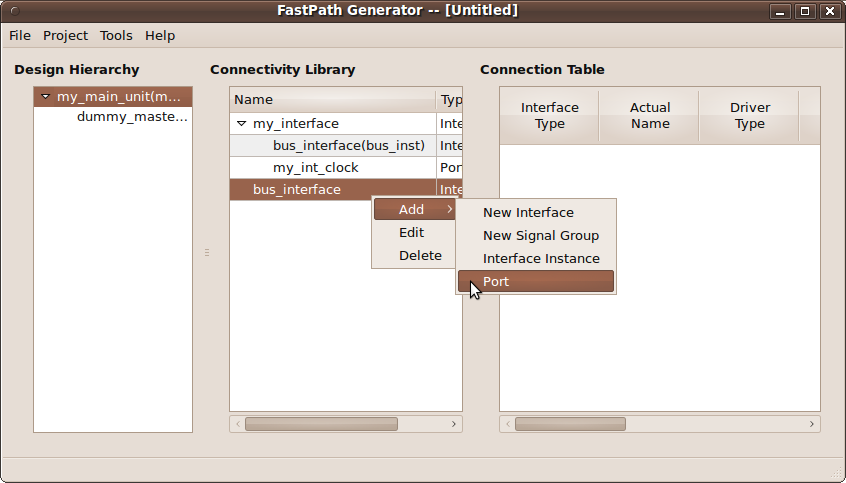 FastPath Generator -- [Untitled]
File Project Tools Help
Design Hierarchy
my_main_unit(m...
dummy_maste...
Connectivity Library
Name Typ
my_interface Inte
bus_interface(bus_inst) Inte
my_int_clock Por
bus_interface Inte
Add
Edit
Delete
New Interface
New Signal Group
Interface Instance
Port
Connection Table
Interface Type
Actual Name
Driver Type